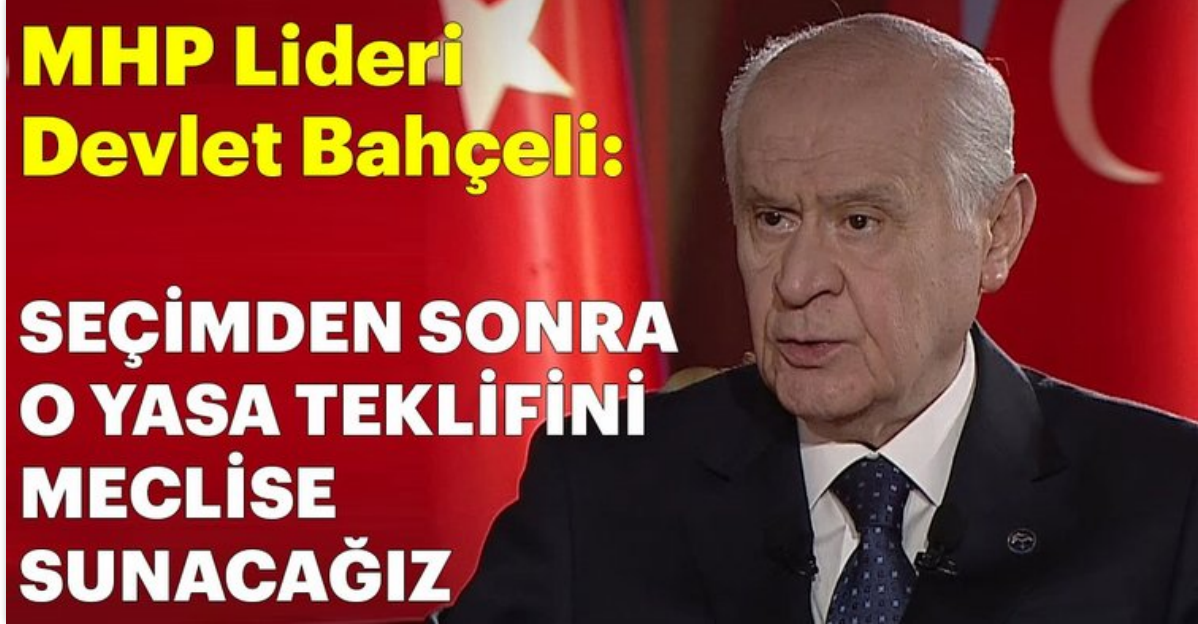 MHP Lideri
Devlet Bahçeli:
SEÇİMDEN SONRA
O YASA TEKLİFİNİ
MECLİSE
SUNACAĞIZ